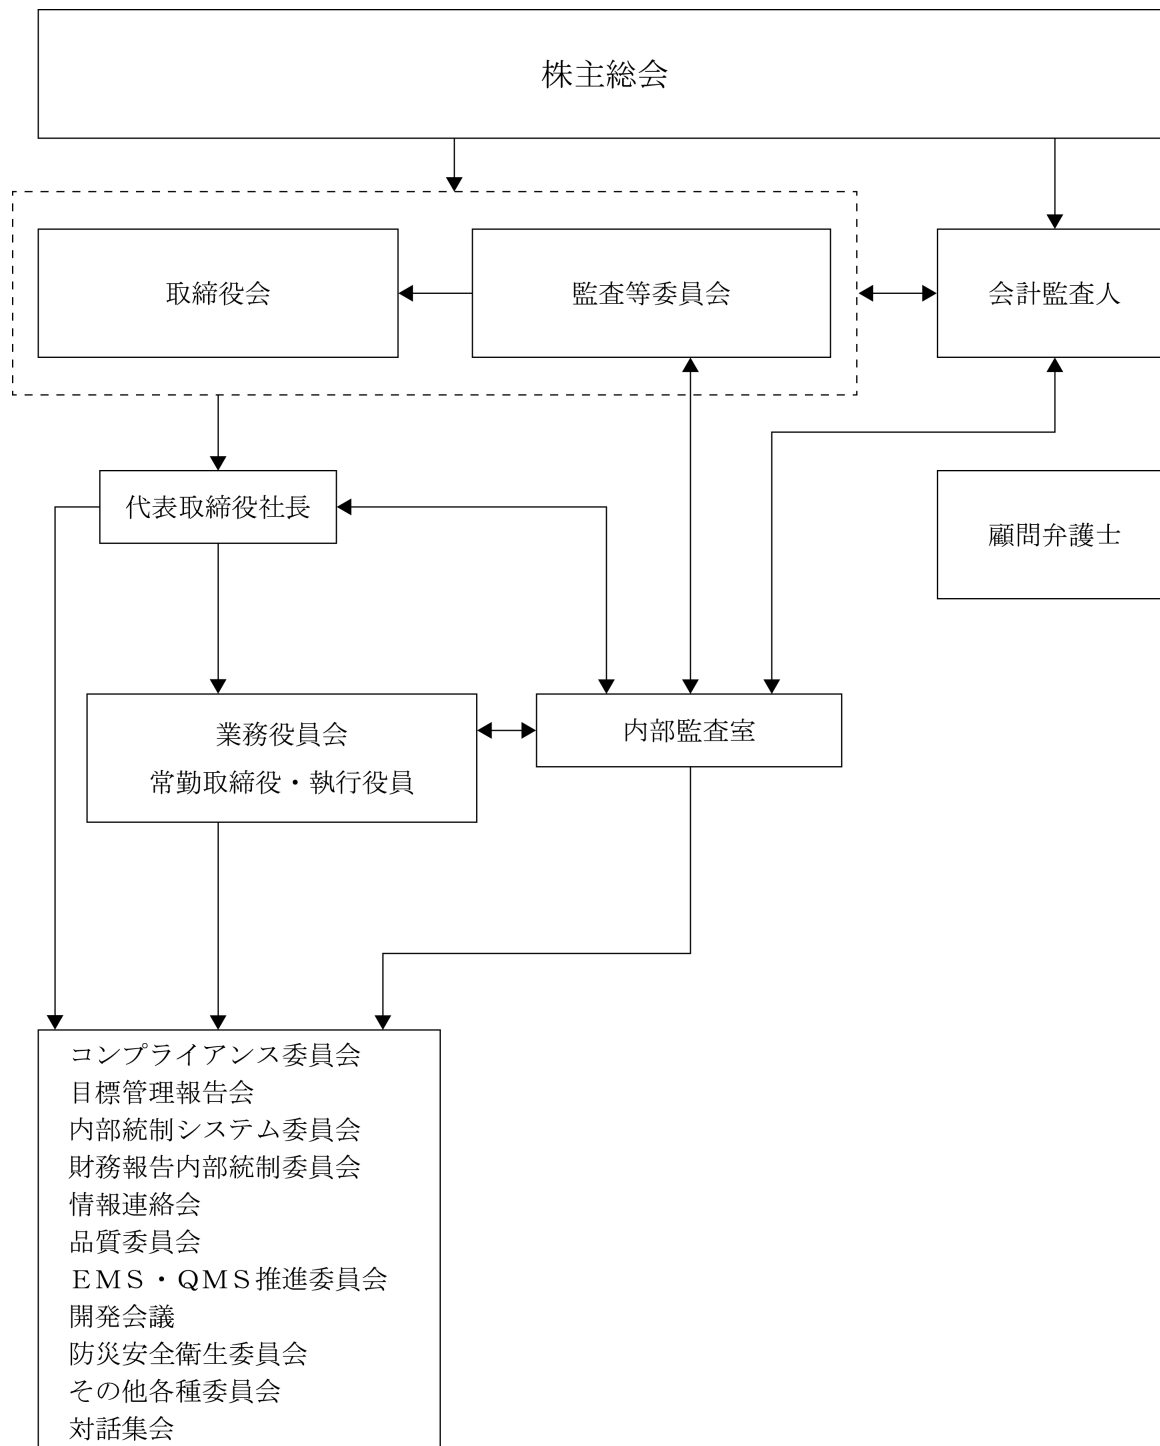 株主総会
取締役会
監査等委員会
会計監査人
代表取締役社長
顧問弁護士
業務役員会
常勤取締役・執行役員
内部監査室
コンプライアンス委員会
目標管理報告会
内部統制システム委員会
財務報告内部統制委員会
情報連絡会
品質委員会
ＥＭＳ・ＱＭＳ推進委員会
開発会議
防災安全衛生委員会
その他各種委員会
対話集会